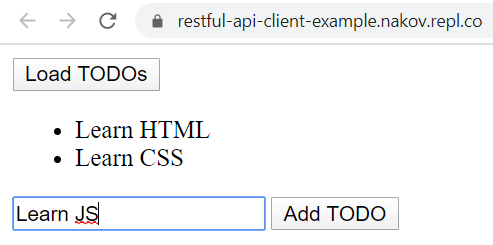 restful-api-client-example.nakov.repl.co
Load TODOs
Learn HTML
Learn CSS
Learn JS Add TODO